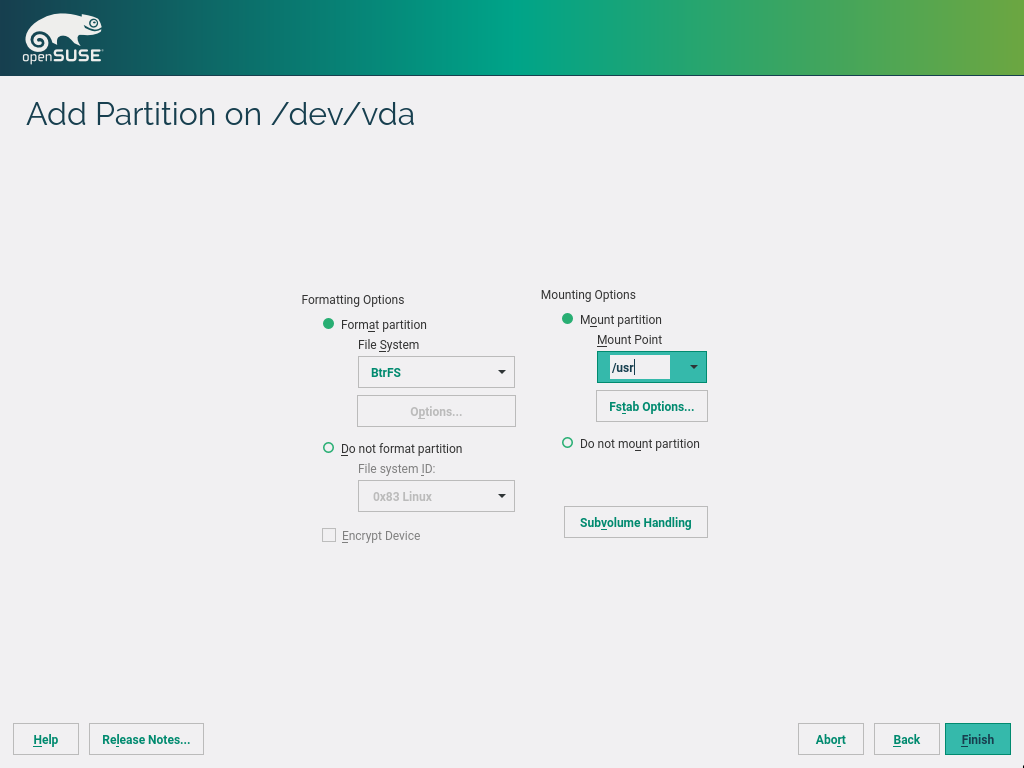 openSUSE
Add Partition on /dev/vda
Formatting Options
Format partition
File System
BtrFS
Options...
Do not format partition
File system ID:
0x83 Linux
Encrypt Device
Mounting Options
Mount partition
Mount Point
/usr
Fstab Options...
Do not mount partition
Subvolume Handling
Help
Release Notes...
Abort
Back
Finish